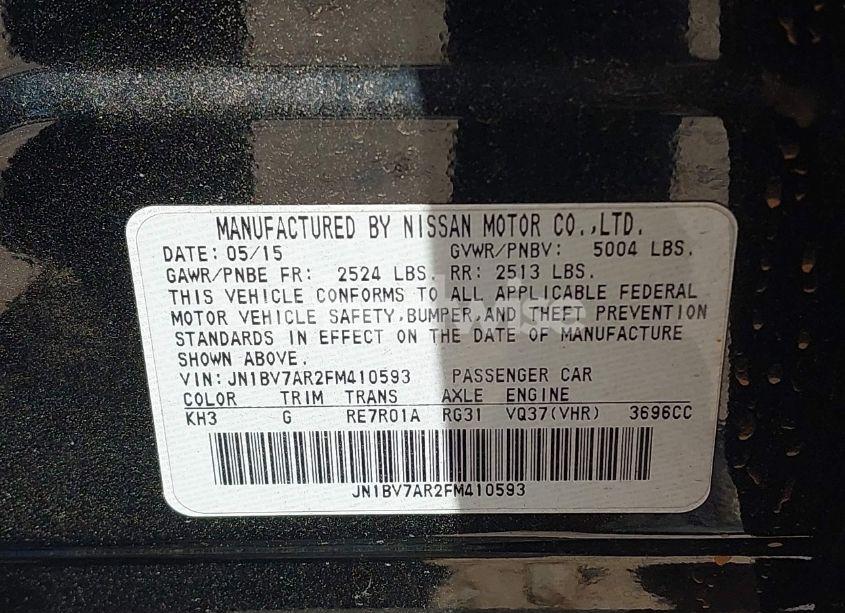 MANUFACTURED BY NISSAN MOTOR CO.,LTD.
DATE: 05/15 GVWR/PNBV: 5004 LBS.
GAWR/PNBE FR: 2524 LBS. RR: 2513 LBS.
THIS VEHICLE CONFORMS TO ALL APPLICABLE FEDERAL
MOTOR VEHICLE SAFETY,BUMPER,AND THEFT PREVENTION
STANDARDS IN EFFECT ON THE DATE OF MANUFACTURE
SHOWN ABOVE.
VIN:JN1BV7AR2FM410593 PASSENGER CAR
COLOR TRIM TRANS AXLE ENGINE
KH3 G RE7R01A RG31 VQ37(VHR) 3696CC
JN1BV7AR2FM410593